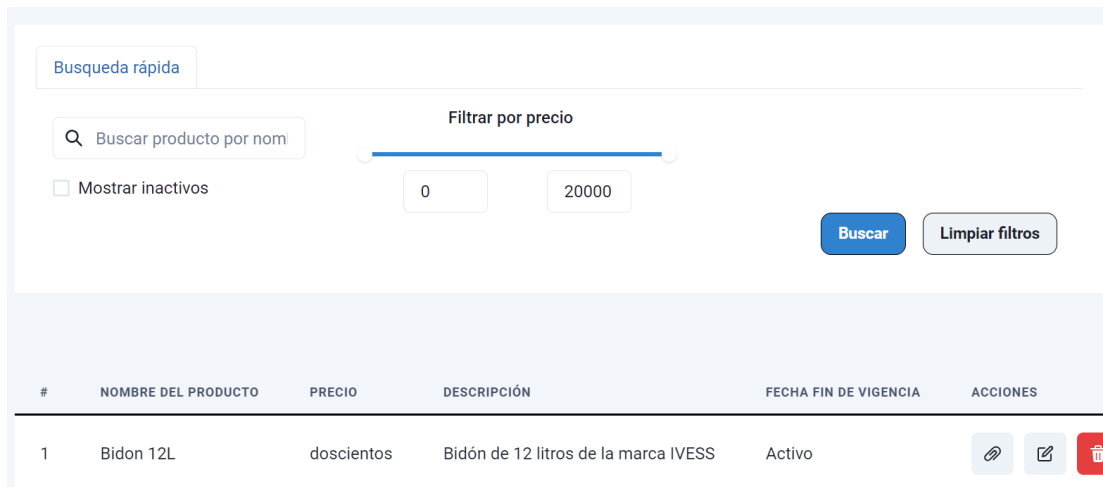 Busqueda rápida
Filtrar por precio
Buscar producto por nom
Mostrar inactivos
0 20000
Buscar Limpiar filtros
# NOMBRE DEL PRODUCTO PRECIO DESCRIPCIÓN FECHA FIN DE VIGENCIA ACCIONES
1 Bidon 12L doscientos Bidón de 12 litros de la marca IVESS Activo